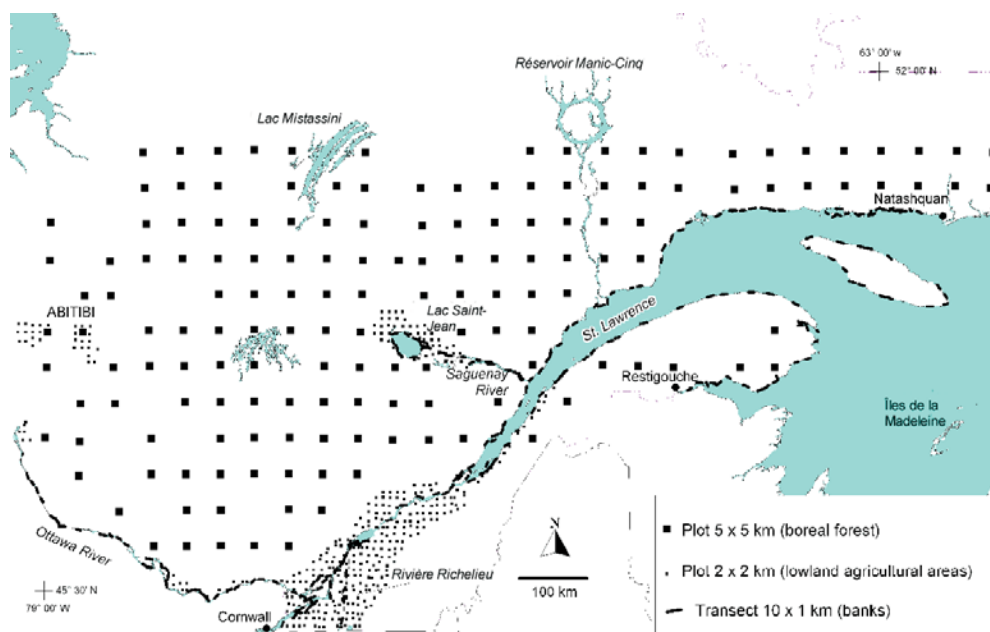 Réservoir Manic-Cinq
63° 00' w
52° 00' N
Lac Mistassini
Natashquan
ABITIBI
Lac Saint-
Jean
St. Lawrence
Saguenay
River
Restigouche
Îles de la
Madeleine
Ottawa River
N
100 km
Plot 5 x 5 km (boreal forest)
Plot 2 x 2 km (lowland agricultural areas)
Transect 10 x 1 km (banks)
Rivière Richelieu
45° 30' N
79° 00' W
Cornwall